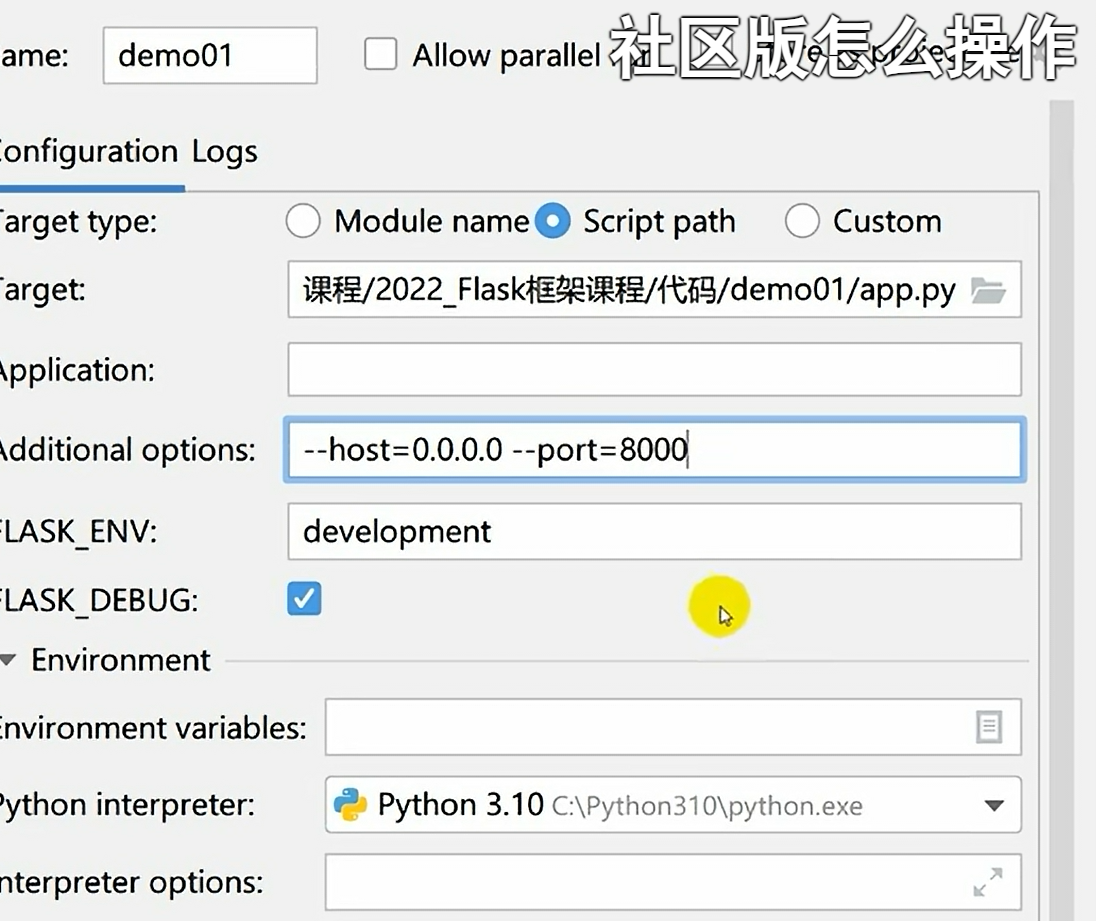 社区版怎么操作
ame: demo01 Allow parallel
Configuration Logs
Target type: Module name Script path Custom
Target: 课程/2022_Flask框架课程/代码/demo01/app.py
Application:
Additional options: --host=0.0.0.0 --port=8000
FLASK_ENV: development
FLASK_DEBUG:
Environment
Environment variables:
Python interpreter: Python 3.10 C:\Python310\python.exe
nterpreter options: